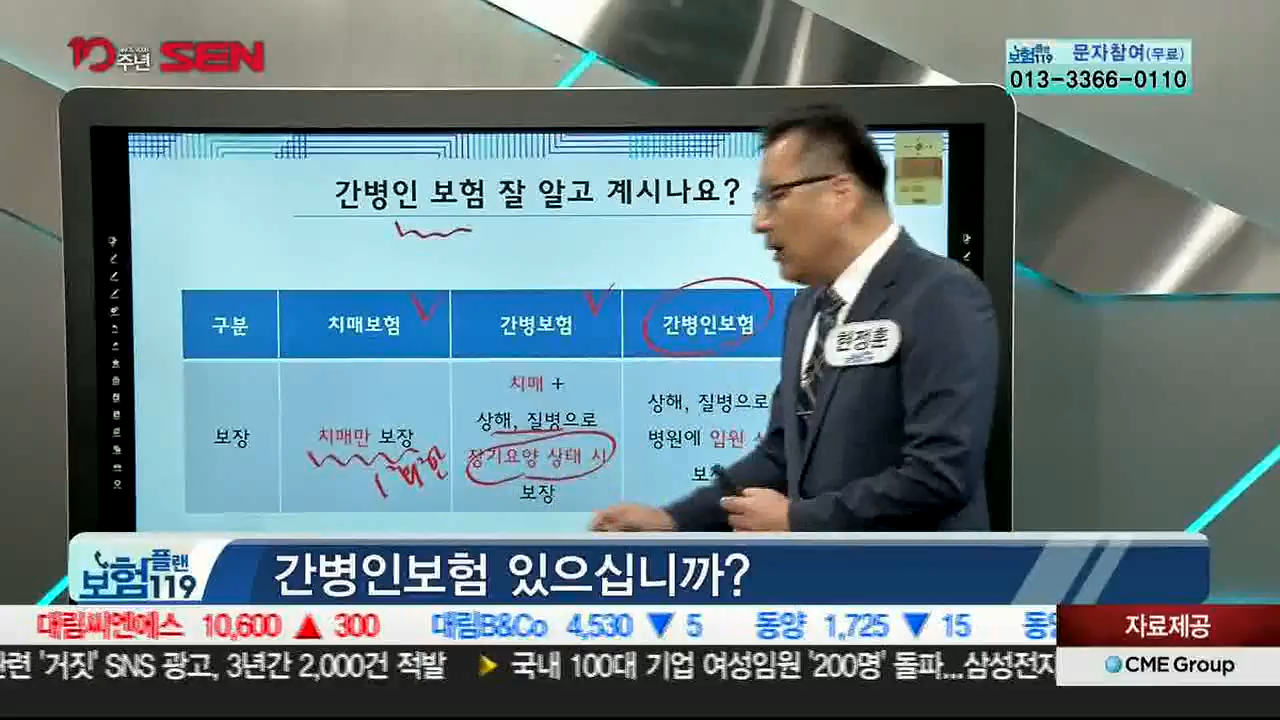 10주년 SEN
보험플랜119 문자참여(무료)
013-3366-0110
간병인 보험 잘 알고 계시나요?
구분 치매보험 간병보험 간병인보험
보장
치매만 보장
치매 +
상해, 질병으로
장기요양 상태 시
보장
상해, 질병으로
병원에 입원
보
현정훈
보험플랜119
간병인보험 있으십니까?
대림씨엔에스 10,600 ▲ 300 대림B&Co 4,530 ▼ 5 동양 1,725 ▼ 15
자료제공
관련 '거짓' SNS 광고, 3년간 2,000건 적발 ▶ 국내 100대 기업 여성임원 '200명' 돌파...삼성전자
CME Group